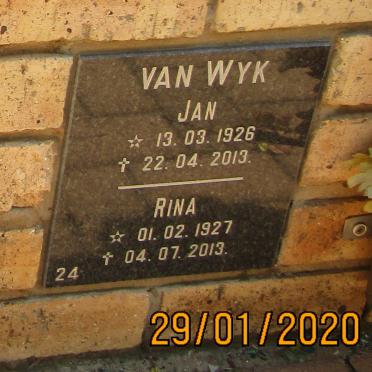 VAN WYK
JAN
☆ 13. 03. 1926
✝ 22. 04. 2013.
RINA
☆ 01. 02. 1927
✝ 04. 07. 2013.
24
29/01/2020